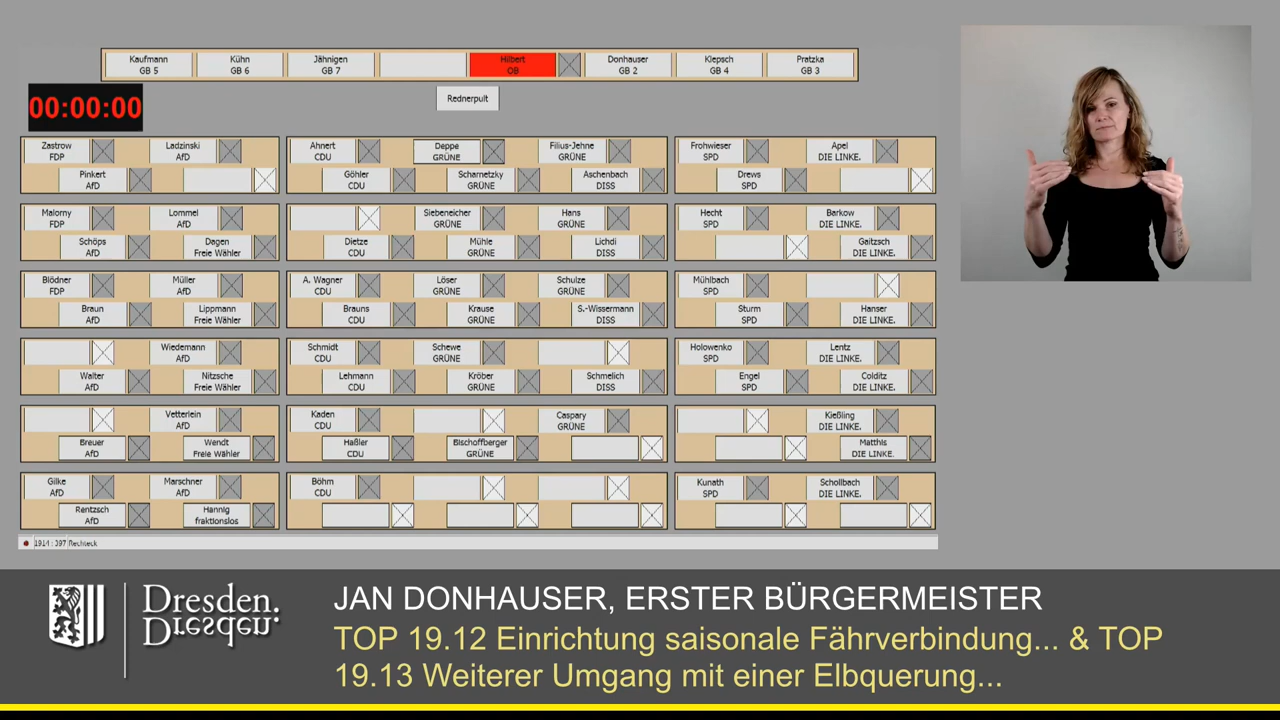 Kaufmann
GB 5
Kühn
GB 6
Jähnigen
GB 7
Hilbert
OB
Donhauser
GB 2
Klepsch
GB 4
Pratzka
GB 3
00:00:00
Rednerpult
Zastrow
FDP
Ladzinski
AfD
Pinkert
AfD
Ahnert
CDU
Deppe
GRÜNE
Filius-Jehne
GRÜNE
Göhler
CDU
Scharnetzky
GRÜNE
Aschenbach
DISS
Frohwieser
SPD
Apel
DIE LINKE.
Drews
SPD
Malorny
FDP
Lommel
AfD
Schöps
AfD
Dagen
Freie Wähler
Siebeneicher
GRÜNE
Hans
GRÜNE
Dietze
CDU
Mühle
GRÜNE
Lichdi
DISS
Hecht
SPD
Barkow
DIE LINKE.
Gaitzsch
DIE LINKE.
Blödner
FDP
Müller
AfD
Braun
AfD
Lippmann
Freie Wähler
A. Wagner
CDU
Löser
GRÜNE
Schulze
GRÜNE
Brauns
CDU
Krause
GRÜNE
S.-Wissermann
DISS
Mühlbach
SPD
Sturm
SPD
Hanser
DIE LINKE.
Wiedemann
AfD
Walter
AfD
Nitzsche
Freie Wähler
Schmidt
CDU
Schewe
GRÜNE
Lehmann
CDU
Kröber
GRÜNE
Schmelich
DISS
Holowenko
SPD
Lentz
DIE LINKE.
Engel
SPD
Colditz
DIE LINKE.
Vetterlein
AfD
Breuer
AfD
Wendt
Freie Wähler
Kaden
CDU
Caspary
GRÜNE
Haßler
CDU
Bischoffberger
GRÜNE
Kießling
DIE LINKE.
Matthis
DIE LINKE.
Gilke
AfD
Marschner
AfD
Rentzsch
AfD
Hannig
fraktionslos
Böhm
CDU
Kunath
SPD
Schollbach
DIE LINKE.
1914 : 397 Rechteck
Dresden.
Dresden.
JAN DONHAUSER, ERSTER BÜRGERMEISTER
TOP 19.12 Einrichtung saisonale Fährverbindung... & TOP
19.13 Weiterer Umgang mit einer Elbquerung...